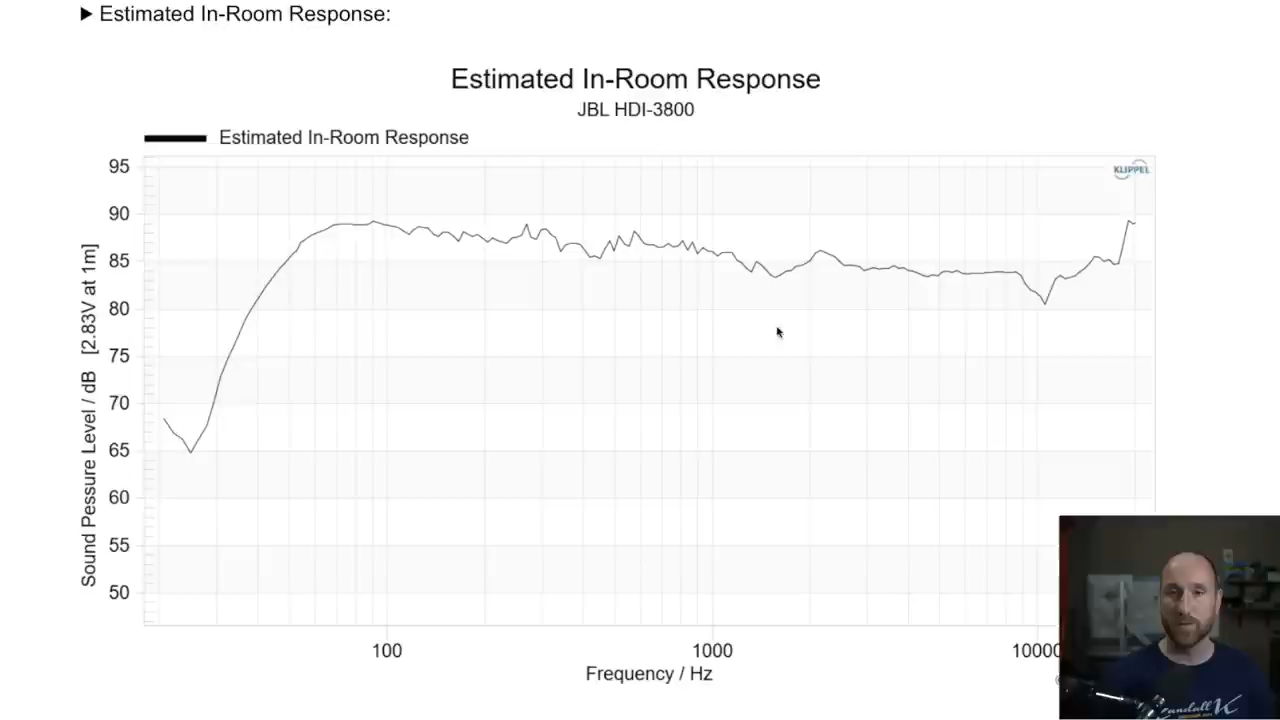 ▶ Estimated In-Room Response:
Estimated In-Room Response
JBL HDI-3800
Estimated In-Room Response
KLIPPEL
95
90
85
80
75
70
65
60
55
50
Sound Pressure Level / dB [2.83V at 1m]
100
1000
10000
Frequency / Hz